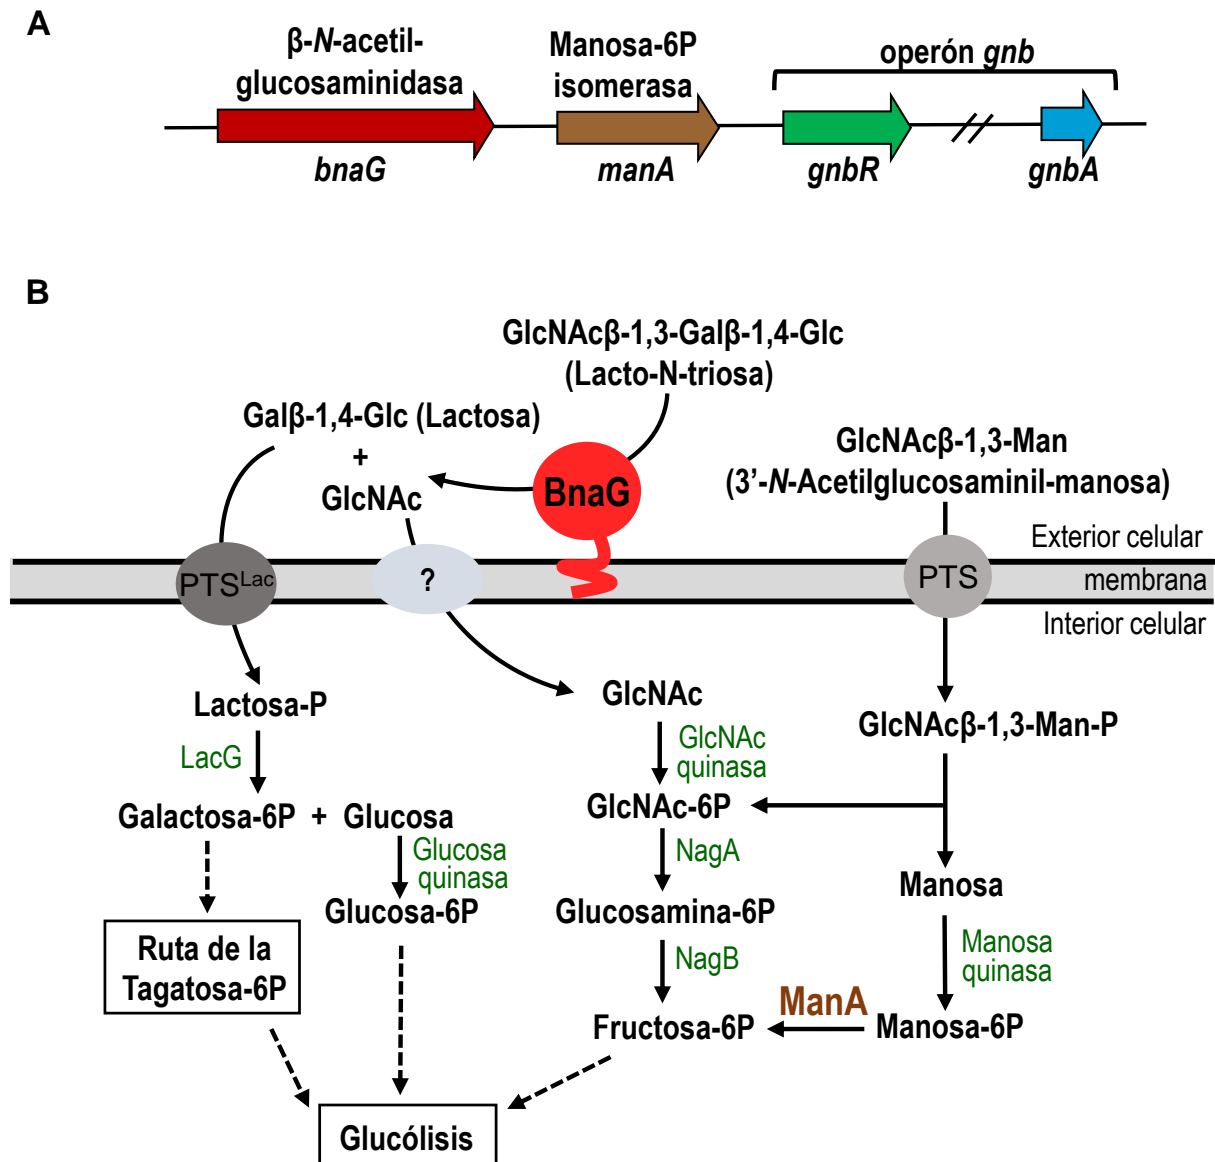 A
β-N-acetil-
glucosaminidasa
Manosa-6P
isomerasa
operón gnb
bnaG
manA
gnbR
gnbA
B
GlcNAcβ-1,3-Galβ-1,4-Glc
(Lacto-N-triosa)
Galβ-1,4-Glc (Lactosa)
+
GlcNAc
BnaG
GlcNAcβ-1,3-Man
(3’-N-Acetilglucosaminil-manosa)
Exterior celular
PTSLac
?
PTS
membrana
Interior celular
Lactosa-P
GlcNAc
GlcNAcβ-1,3-Man-P
LacG
GlcNAc
quinasa
Galactosa-6P + Glucosa
GlcNAc-6P
Glucosa
quinasa
NagA
Manosa
Glucosa-6P
Glucosamina-6P
Ruta de la
Tagatosa-6P
NagB
Manosa
quinasa
ManA
Fructosa-6P
Manosa-6P
Glucólisis